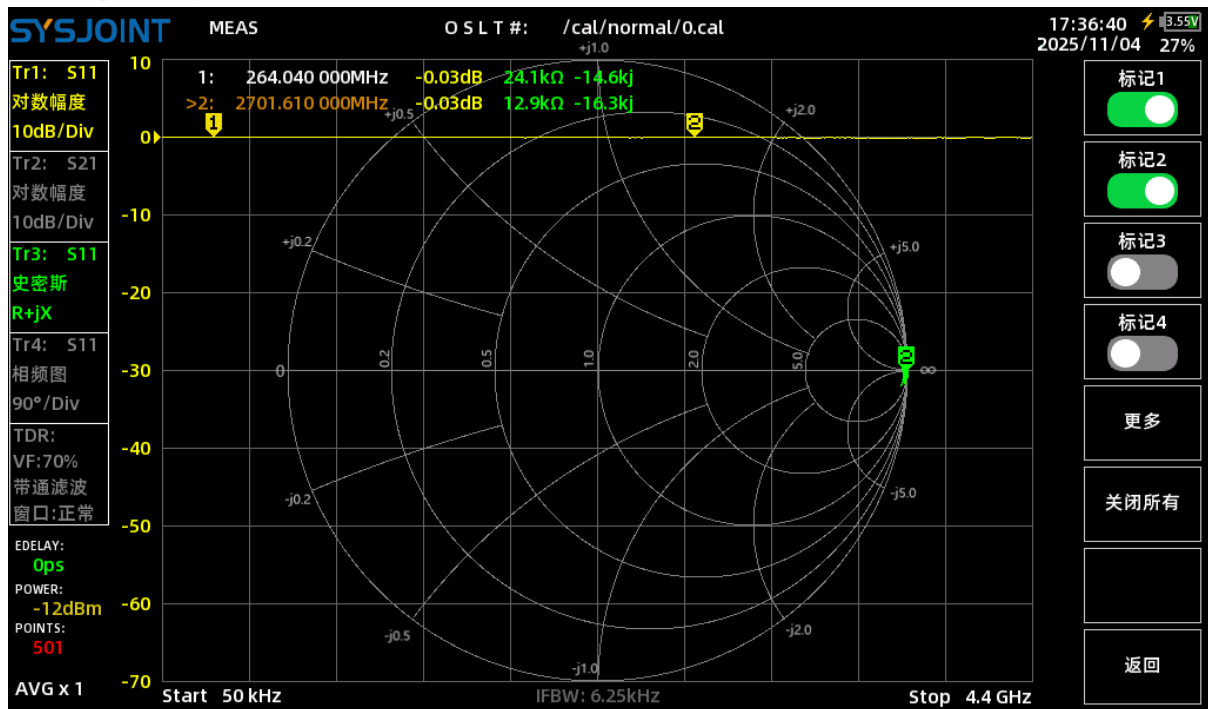 SYSJOINT MEAS O S L T #: /cal/normal/0.cal 17:36:40 3.55V
2025/11/04 27%
Tr1: S11
对数幅度
10dB/Div
Tr2: S21
对数幅度
10dB/Div
Tr3: S11
史密斯
R+jX
Tr4: S11
相频图
90°/Div
TDR:
VF:70%
带通滤波
窗口:正常
EDELAY:
0ps
POWER:
-12dBm
POINTS:
501
AVG x 1
1: 264.040 000MHz -0.03dB 24.1kΩ -14.6kj
>2: 2701.610 000MHz -0.03dB 12.9kΩ -16.3kj
10
0
-10
-20
-30
-40
-50
-60
-70
1
2
+j1.0
+j0.5
+j2.0
+j0.2
+j5.0
0
0.2
0.5
1.0
2.0
5.0
2
∞
-j0.2
-j5.0
-j0.5
-j2.0
-j1.0
Start 50 kHz IFBW: 6.25kHz Stop 4.4 GHz
标记1
标记2
标记3
标记4
更多
关闭所有
返回